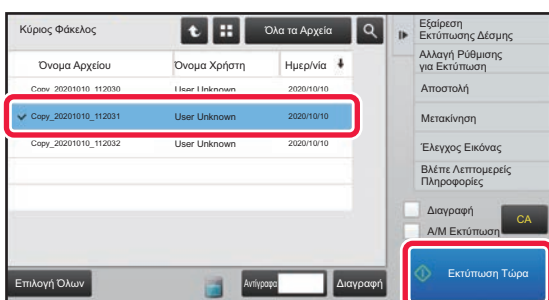 Κύριος Φάκελος
Όλα τα Αρχεία
Όνομα Αρχείου Όνομα Χρήστη Ημερ/νία
Copy_20201010_112030 User Unknown 2020/10/10
Copy_20201010_112031 User Unknown 2020/10/10
Copy_20201010_112032 User Unknown 2020/10/10
Επιλογή Όλων
Αντίγραφα
Διαγραφή
Εξαίρεση
Εκτύπωσης Δέσμης
Αλλαγή Ρύθμισης
για Εκτύπωση
Αποστολή
Μετακίνηση
Έλεγχος Εικόνας
Βλέπε Λεπτομερείς
Πληροφορίες
Διαγραφή
Α/Μ Εκτύπωση
CA
Εκτύπωση Τώρα